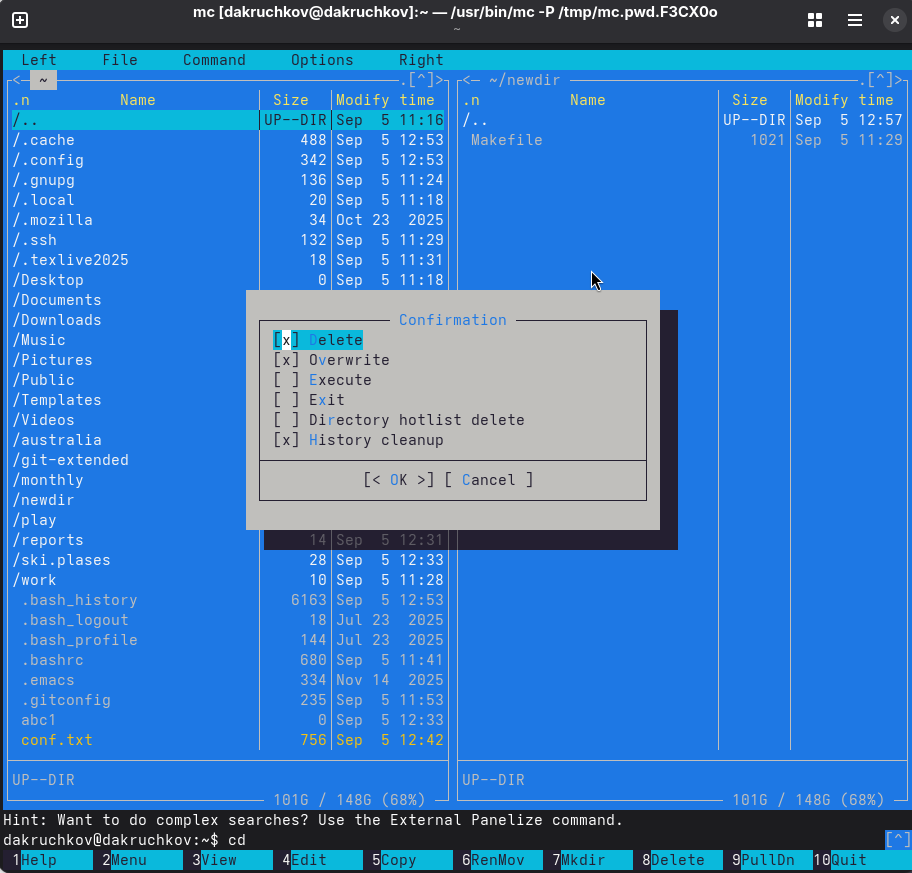 mc [dakruchkov@dakruchkov]:~ — /usr/bin/mc -P /tmp/mc.pwd.F3CX0o
~
Left File Command Options Right
<─ ~ .[^]> <─ ~/newdir .[^]>
.n Name Size Modify time .n Name Size Modify time
/.. UP--DIR Sep 5 11:16 /.. UP--DIR Sep 5 12:57
/.cache 488 Sep 5 12:53 Makefile 1021 Sep 5 11:29
/.config 342 Sep 5 12:53
/.gnupg 136 Sep 5 11:24
/.local 20 Sep 5 11:18
/.mozilla 34 Oct 23 2025
/.ssh 132 Sep 5 11:29
/.texlive2025 18 Sep 5 11:31
/Desktop 0 Sep 5 11:18
/Documents
/Downloads Confirmation
/Music [x] Delete
/Pictures [x] Overwrite
/Public [ ] Execute
/Templates [ ] Exit
/Videos [ ] Directory hotlist delete
/australia [x] History cleanup
/git-extended
/monthly [< OK >] [ Cancel ]
/newdir
/play
/reports 14 Sep 5 12:31
/ski.plases 28 Sep 5 12:33
/work 10 Sep 5 11:28
.bash_history 6163 Sep 5 12:53
.bash_logout 18 Jul 23 2025
.bash_profile 144 Jul 23 2025
.bashrc 680 Sep 5 11:41
.emacs 334 Nov 14 2025
.gitconfig 235 Sep 5 11:53
abc1 0 Sep 5 12:33
conf.txt 756 Sep 5 12:42
UP--DIR UP--DIR
101G / 148G (68%) 101G / 148G (68%)
Hint: Want to do complex searches? Use the External Panelize command.
dakruchkov@dakruchkov:~$ cd [^]
1Help 2Menu 3View 4Edit 5Copy 6RenMov 7Mkdir 8Delete 9PullDn 10Quit